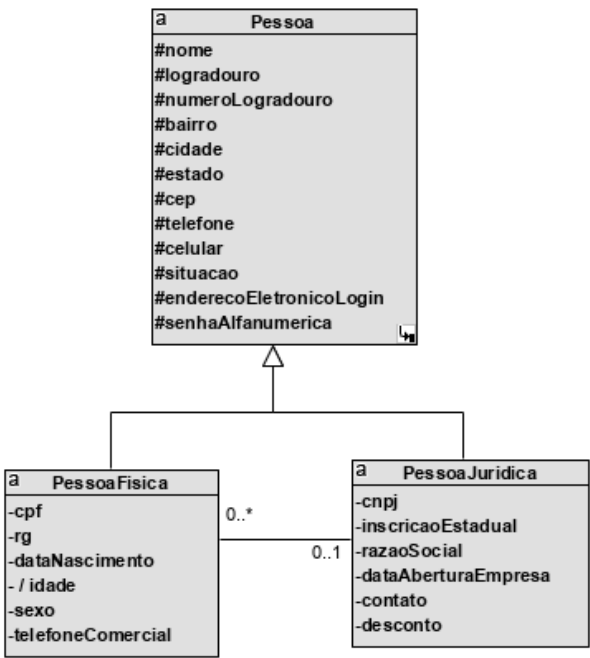 a
Pessoa
#nome
#logradouro
#numeroLogradouro
#bairro
#cidade
#estado
#cep
#telefone
#celular
#situacao
#enderecoEletronicoLogin
#senhaAlfanumerica
a
PessoaFisica
-cpf
-rg
-dataNascimento
- / idade
-sexo
-telefoneComercial
0..*
0..1
a
PessoaJuridica
-cnpj
-inscricaoEstadual
-razaoSocial
-dataAberturaEmpresa
-contato
-desconto